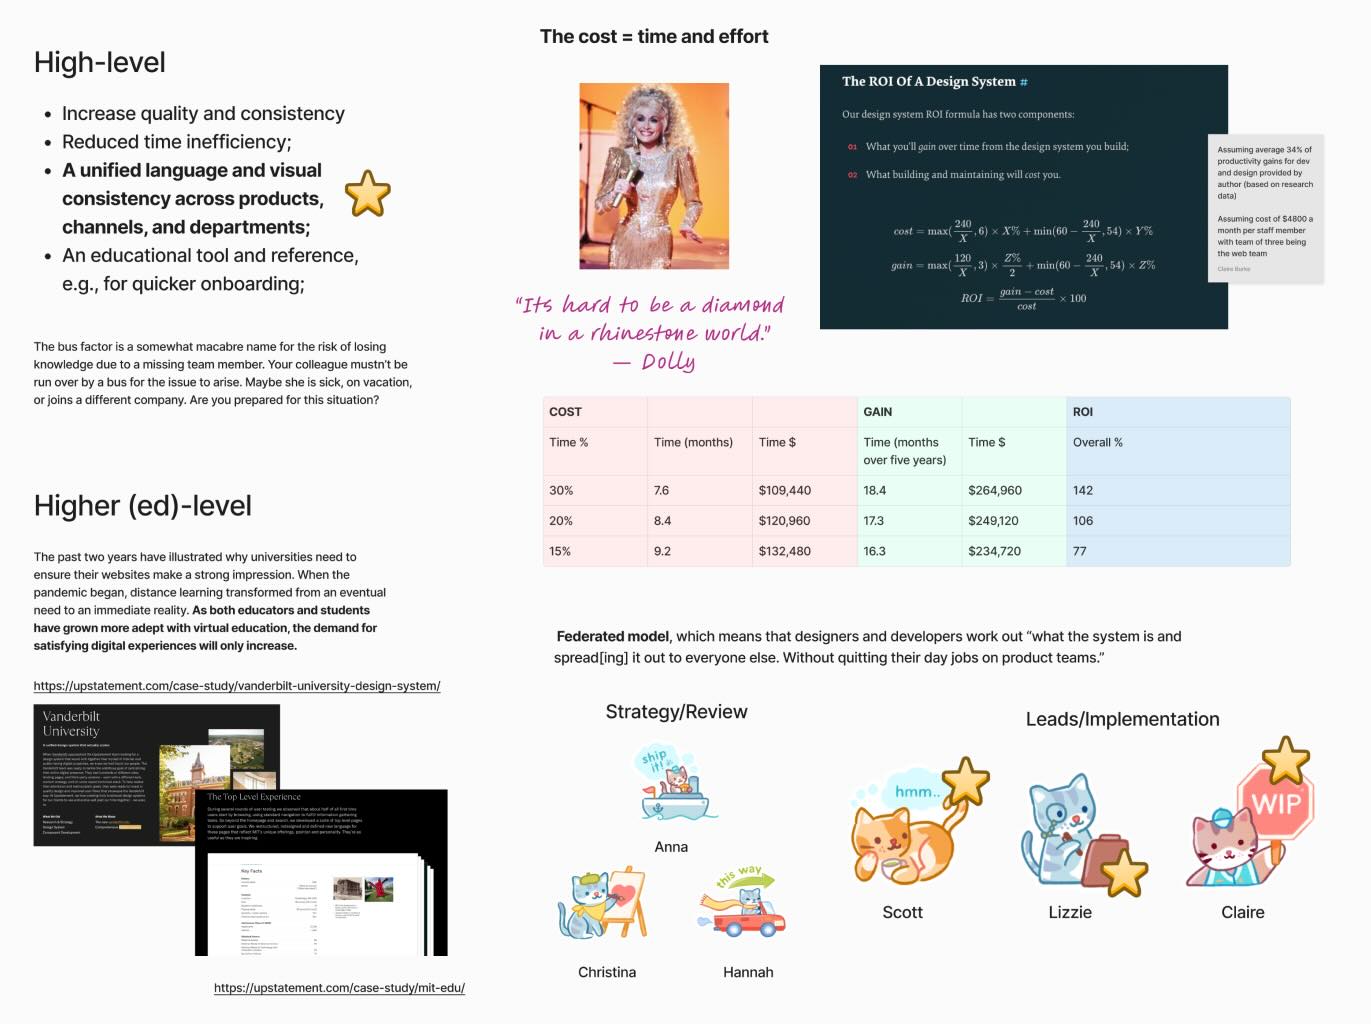 High-level
• Increase quality and consistency
• Reduced time inefficiency;
• A unified language and visual
consistency across products,
channels, and departments;
• An educational tool and reference,
e.g., for quicker onboarding;
The bus factor is a somewhat macabre name for the risk of losing
knowledge due to a missing team member. Your colleague mustn't be
run over by a bus for the issue to arise. Maybe she is sick, on vacation,
or joins a different company. Are you prepared for this situation?
Higher (ed)-level
The past two years have illustrated why universities need to
ensure their websites make a strong impression. When the
pandemic began, distance learning transformed from an eventual
need to an immediate reality. As both educators and students
have grown more adept with virtual education, the demand for
satisfying digital experiences will only increase.
https://upstatement.com/case-study/vanderbilt-university-design-system/
Vanderbilt
University
The Top Level Experience
Key Facts
https://upstatement.com/case-study/mit-edu/
The cost = time and effort
"Its hard to be a diamond
in a rhinestone world."
— Dolly
The ROI Of A Design System #
Our design system ROI formula has two components:
01 What you'll gain over time from the design system you build;
02 What building and maintaining will cost you.
cost = max(240/X, 6) × X% + min(60 − 240/X, 54) × Y%
gain = max(120/X, 3) × Z%/2 + min(60 − 240/X, 54) × Z%
ROI = gain − cost/cost × 100
Assuming average 34% of
productivity gains for dev
and design provided by
author (based on research
data)
Assuming cost of $4800 a
month per staff member
with team of three being
the web team
Claire Burke
COST GAIN ROI
Time % Time (months) Time $ Time (months Time $ Overall %
over five years)
30% 7.6 $109,440 18.4 $264,960 142
20% 8.4 $120,960 17.3 $249,120 106
15% 9.2 $132,480 16.3 $234,720 77
Federated model, which means that designers and developers work out “what the system is and
spread[ing] it out to everyone else. Without quitting their day jobs on product teams.”
Strategy/Review
ship
it!
Anna
Christina
this way
Hannah
Leads/Implementation
hmm..
Scott
Lizzie
WIP
Claire